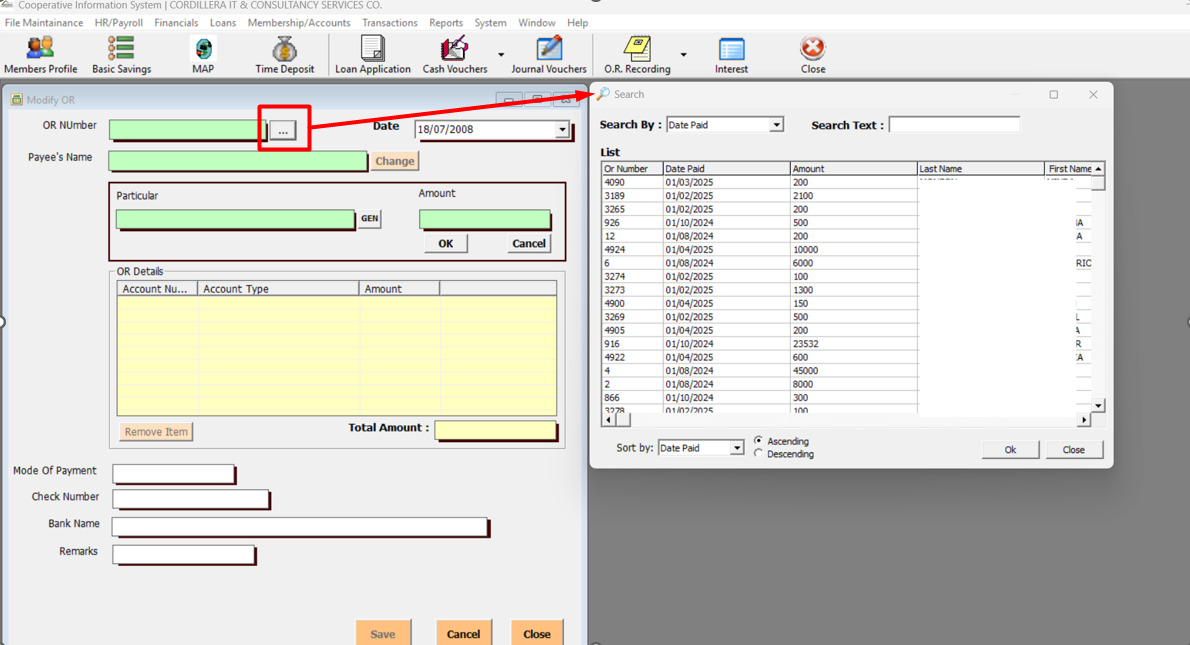 Cooperative Information System | CORDILLERA IT & CONSULTANCY SERVICES CO.
File Maintainance HR/Payroll Financials Loans Membership/Accounts Transactions Reports System Window Help
Members Profile Basic Savings MAP Time Deposit Loan Application Cash Vouchers Journal Vouchers O.R. Recording Interest Close
Modify OR
OR NUmber ... Date 18/07/2008
Payee's Name Change
Particular Amount
GEN
OK Cancel
OR Details
Account Nu... Account Type Amount
Remove Item Total Amount :
Mode Of Payment
Check Number
Bank Name
Remarks
Save Cancel Close
Search
Search By : Date Paid Search Text :
List
Or Number Date Paid Amount Last Name First Name
4090 01/03/2025 200
3189 01/02/2025 2100
3265 01/02/2025 200
926 01/10/2024 500 A
12 01/08/2024 200 A
4924 01/04/2025 10000
6 01/08/2024 6000 RIC
3274 01/02/2025 100
3273 01/02/2025 1300
4900 01/04/2025 150
3269 01/02/2025 500 L
4905 01/04/2025 200 A
916 01/10/2024 23532 R
4922 01/04/2025 600 A
4 01/08/2024 45000
2 01/08/2024 8000
866 01/10/2024 300
3278 01/02/2025 100
Sort by: Date Paid Ascending
Descending
Ok Close